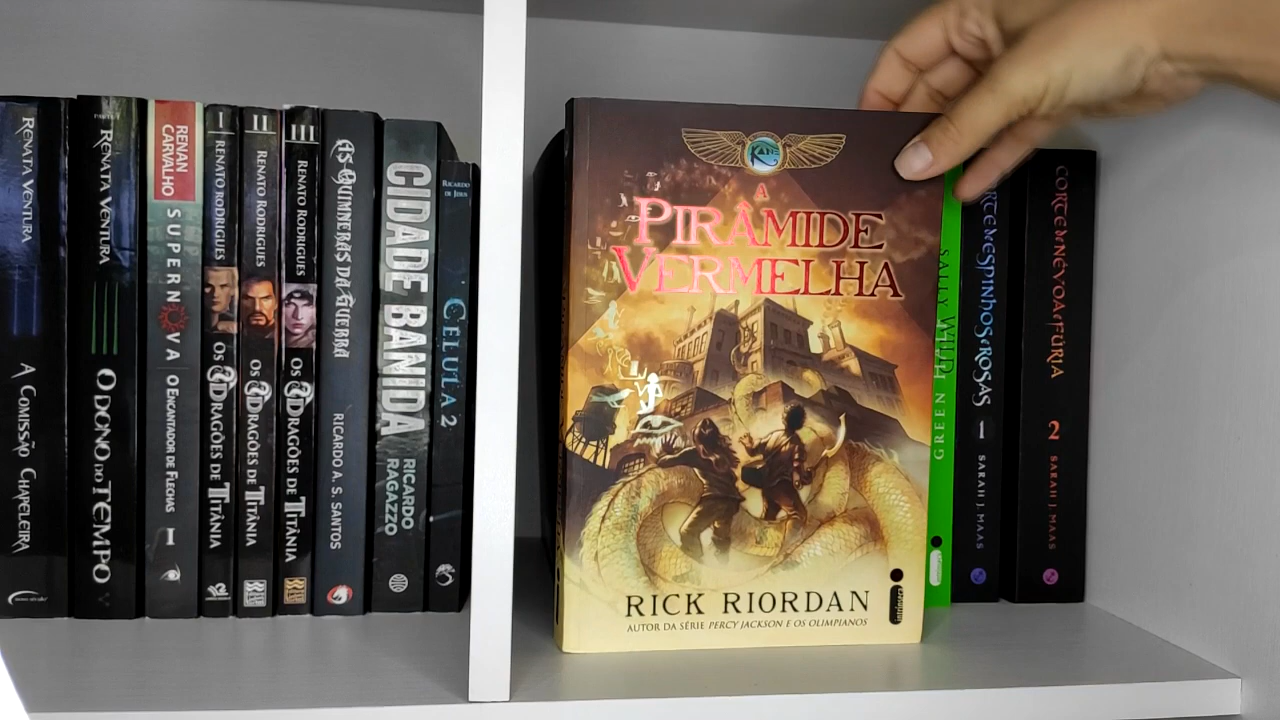 RENATA VENTURA
A COMISSÃO CHAPELEIRA
RENATA VENTURA
O DONO DO TEMPO
RENAN
CARVALHO
SUPERNOVA
O ENCANTADOR DE FLECHAS
I
I
RENATO RODRIGUES
OS 3 DRAGÕES DE TITÂNIA
II
RENATO RODRIGUES
OS 3 DRAGÕES DE TITÂNIA
III
RENATO RODRIGUES
OS 3 DRAGÕES DE TITÂNIA
AS QUIMERAS DA GUERRA
RICARDO A. S. SANTOS
CIDADE BANIDA
RICARDO
RAGAZZO
RICARDO
DE JESUS
CÉLULA 2
KANE
A
PIRÂMIDE
VERMELHA
RICK RIORDAN
AUTOR DA SÉRIE PERCY JACKSON E OS OLIMPIANOS
intrínseca
GREEN
ORTE DE ESPINHOS E ROSAS
1
SARAH J. MAAS
CORTE DE NÉVOA E FÚRIA
2
SARAH J. MAAS